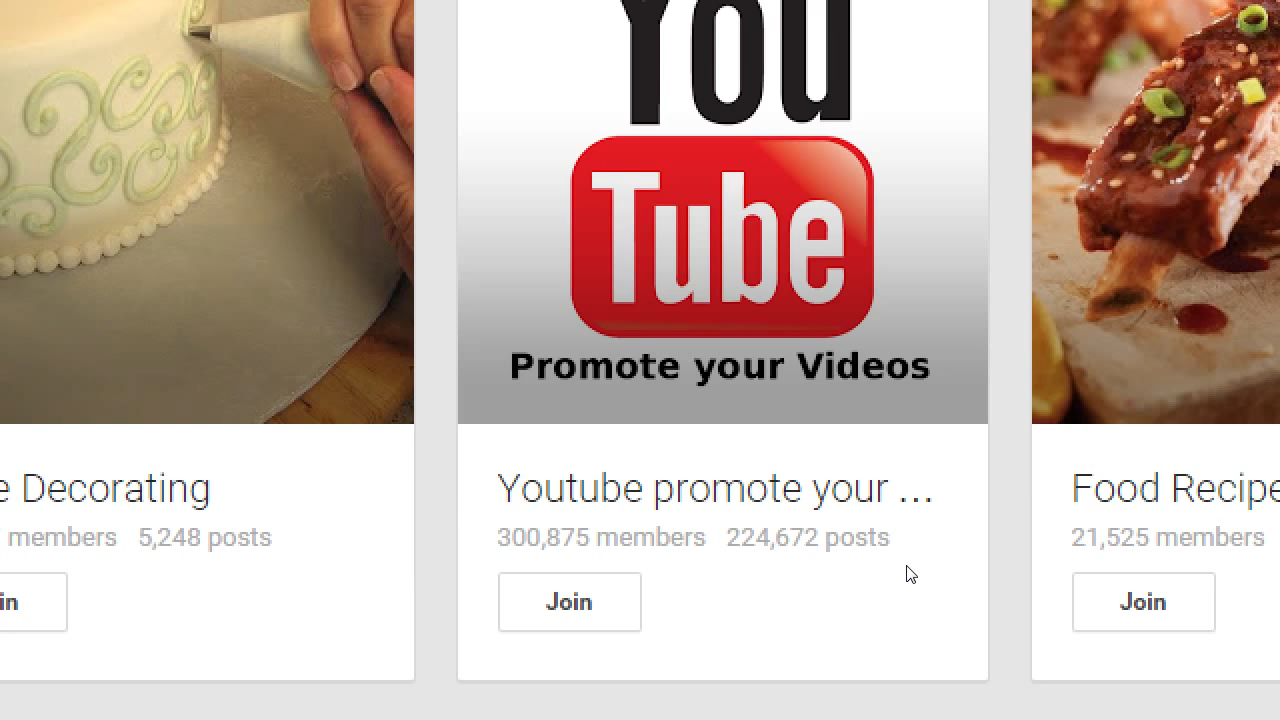 You
Tube
Promote your Videos
e Decorating
members 5,248 posts
in
Youtube promote your ...
300,875 members 224,672 posts
Join
Food Recipe
21,525 members
Join